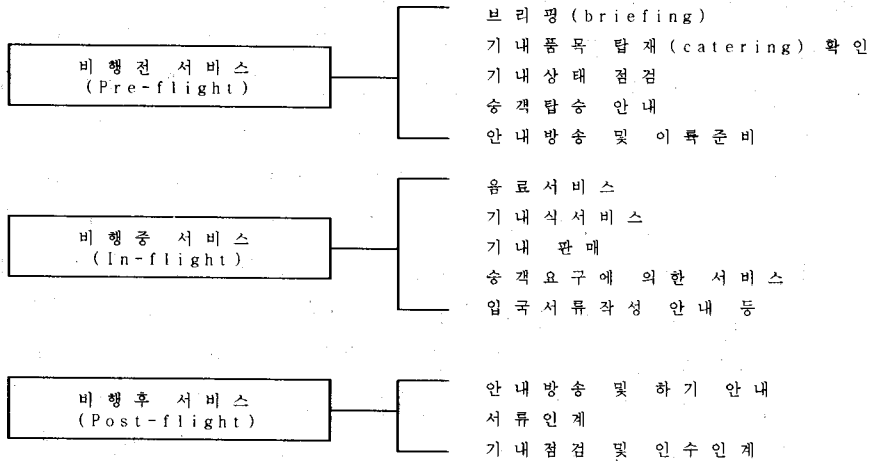 비행전 서비스
(Pre-flight)
브리핑(briefing)
기내품목 탑재(catering) 확인
기내상태 점검
승객탑승 안내
안내방송 및 이륙준비
비행중 서비스
(In-flight)
음료서비스
기내식서비스
기내 판매
승객요구에 의한 서비스
입국서류작성 안내 등
비행후 서비스
(Post-flight)
안내방송 및 하기 안내
서류인계
기내점검 및 인수인계